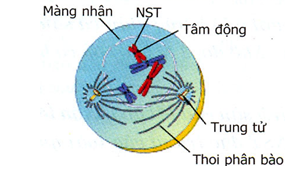 Màng nhân
NST
Tâm động
Trung tử
Thoi phân bào